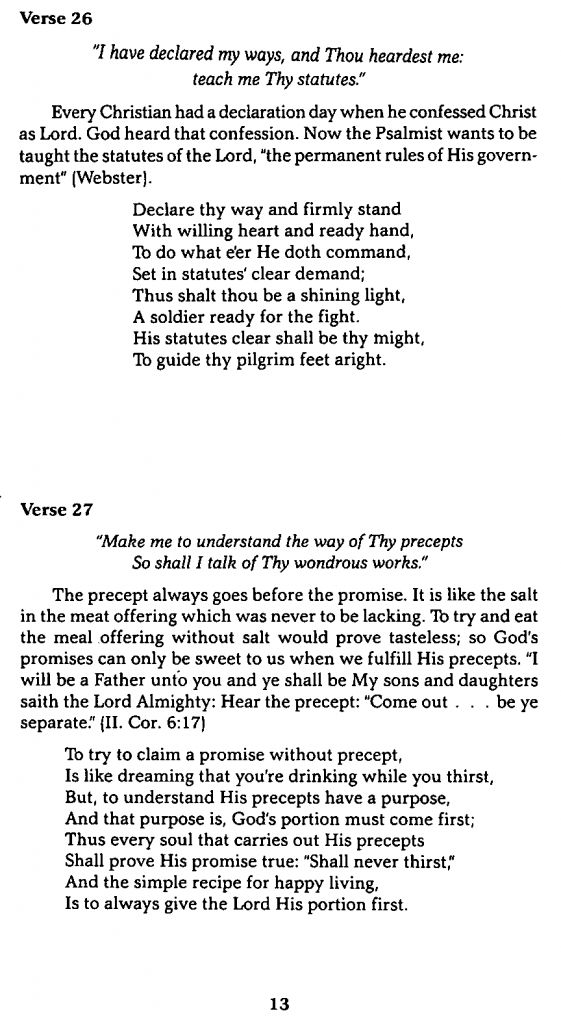 Verse 26
"I have declared my ways, and Thou heardest me:
teach me Thy statutes."
Every Christian had a declaration day when he confessed Christ
as Lord. God heard that confession. Now the Psalmist wants to be
taught the statutes of the Lord, "the permanent rules of His govern-
ment" (Webster).
Declare thy way and firmly stand
With willing heart and ready hand,
To do what e'er He doth command,
Set in statutes' clear demand;
Thus shalt thou be a shining light,
A soldier ready for the fight.
His statutes clear shall be thy might,
To guide thy pilgrim feet aright.
Verse 27
"Make me to understand the way of Thy precepts
So shall I talk of Thy wondrous works."
The precept always goes before the promise. It is like the salt
in the meat offering which was never to be lacking. To try and eat
the meal offering without salt would prove tasteless; so God's
promises can only be sweet to us when we fulfill His precepts. "I
will be a Father unto you and ye shall be My sons and daughters
saith the Lord Almighty: Hear the precept: "Come out . . . be ye
separate." (II. Cor. 6:17)
To try to claim a promise without precept,
Is like dreaming that you're drinking while you thirst,
But, to understand His precepts have a purpose,
And that purpose is, God's portion must come first;
Thus every soul that carries out His precepts
Shall prove His promise true: "Shall never thirst,"
And the simple recipe for happy living,
Is to always give the Lord His portion first.
13